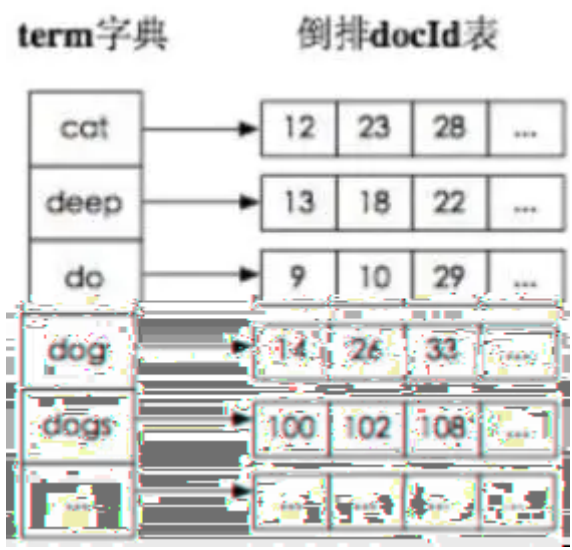 term字典 倒排docId表
cat 12 23 28 ...
deep 13 18 22 ...
do 9 10 29 ...
dog 14 26 33 ...
dogs 100 102 108 ...